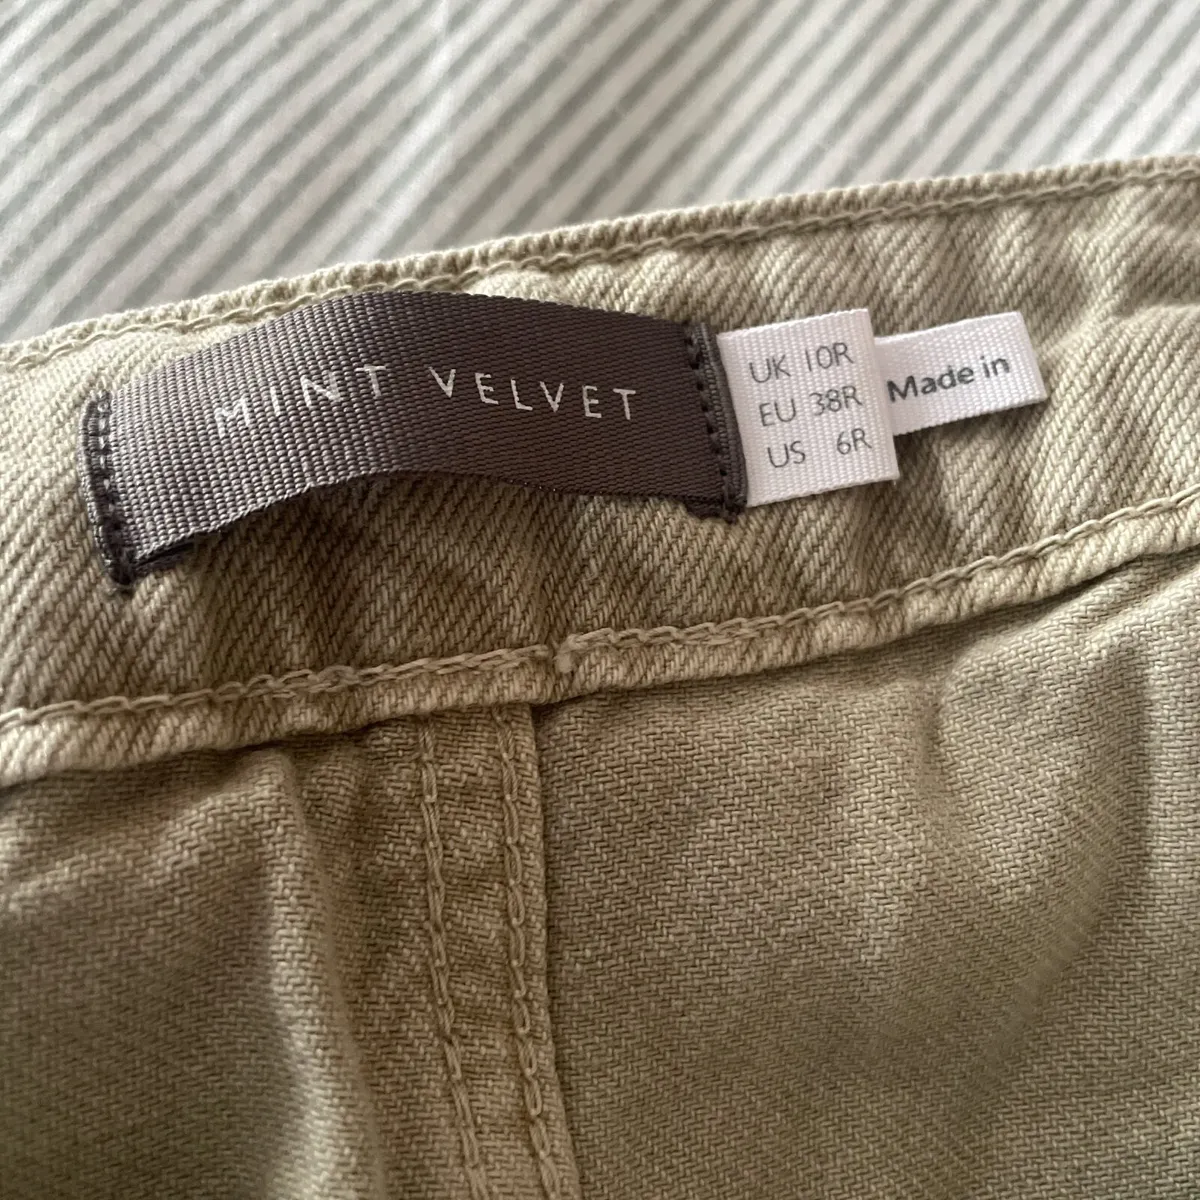 MINT VELVET
UK 10R
EU 38R
US 6R
Made in